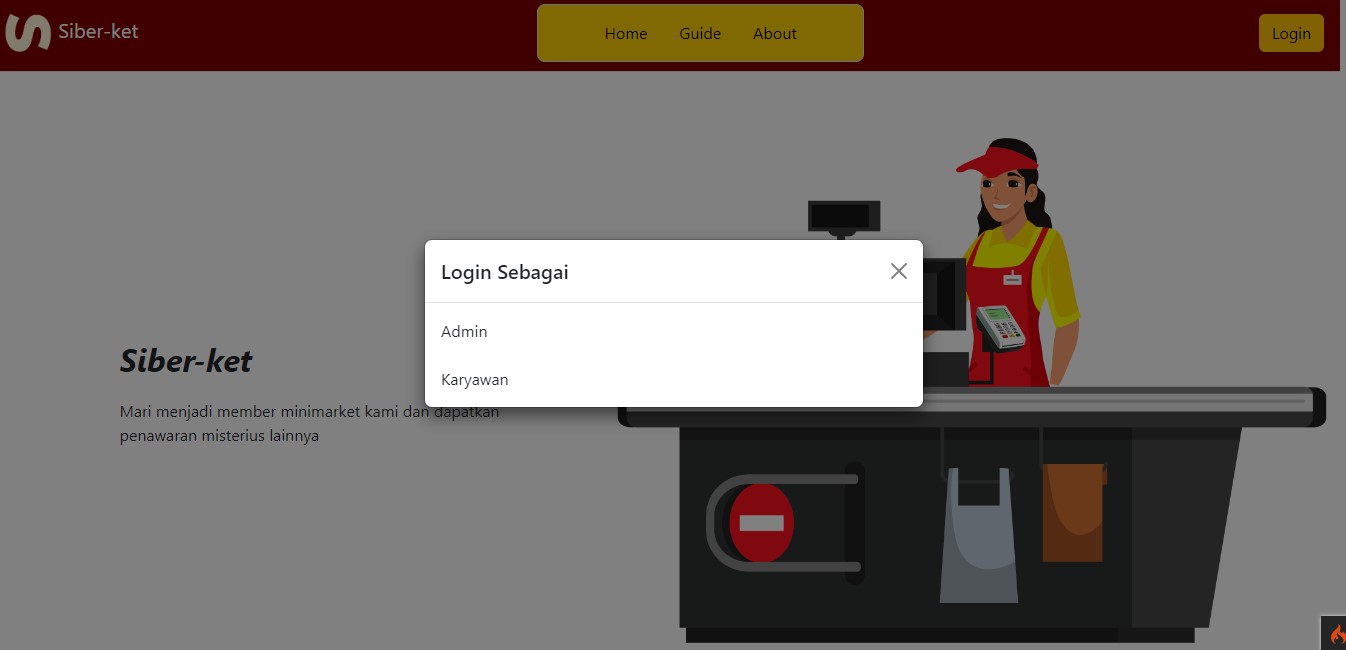 Siber-ket
Home Guide About
Login
Login Sebagai
Admin
Karyawan
Siber-ket
Mari menjadi member minimarket kami dan dapatkan
penawaran misterius lainnya